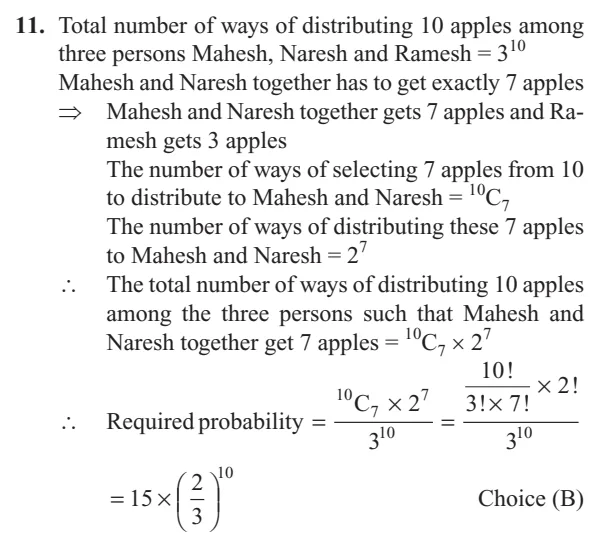 11. Total number of ways of distributing 10 apples among
three persons Mahesh, Naresh and Ramesh = 3^10
Mahesh and Naresh together has to get exactly 7 apples
⇒ Mahesh and Naresh together gets 7 apples and Ra-
mesh gets 3 apples
The number of ways of selecting 7 apples from 10
to distribute to Mahesh and Naresh = ^10C_7
The number of ways of distributing these 7 apples
to Mahesh and Naresh = 2^7
∴ The total number of ways of distributing 10 apples
among the three persons such that Mahesh and
Naresh together get 7 apples = ^10C_7 × 2^7
∴ Required probability = \frac{^10C_7 × 2^7}{3^10} = \frac{\frac{10!}{3!×7!} × 2!}{3^10}
= 15 × (\frac{2}{3})^10 Choice (B)